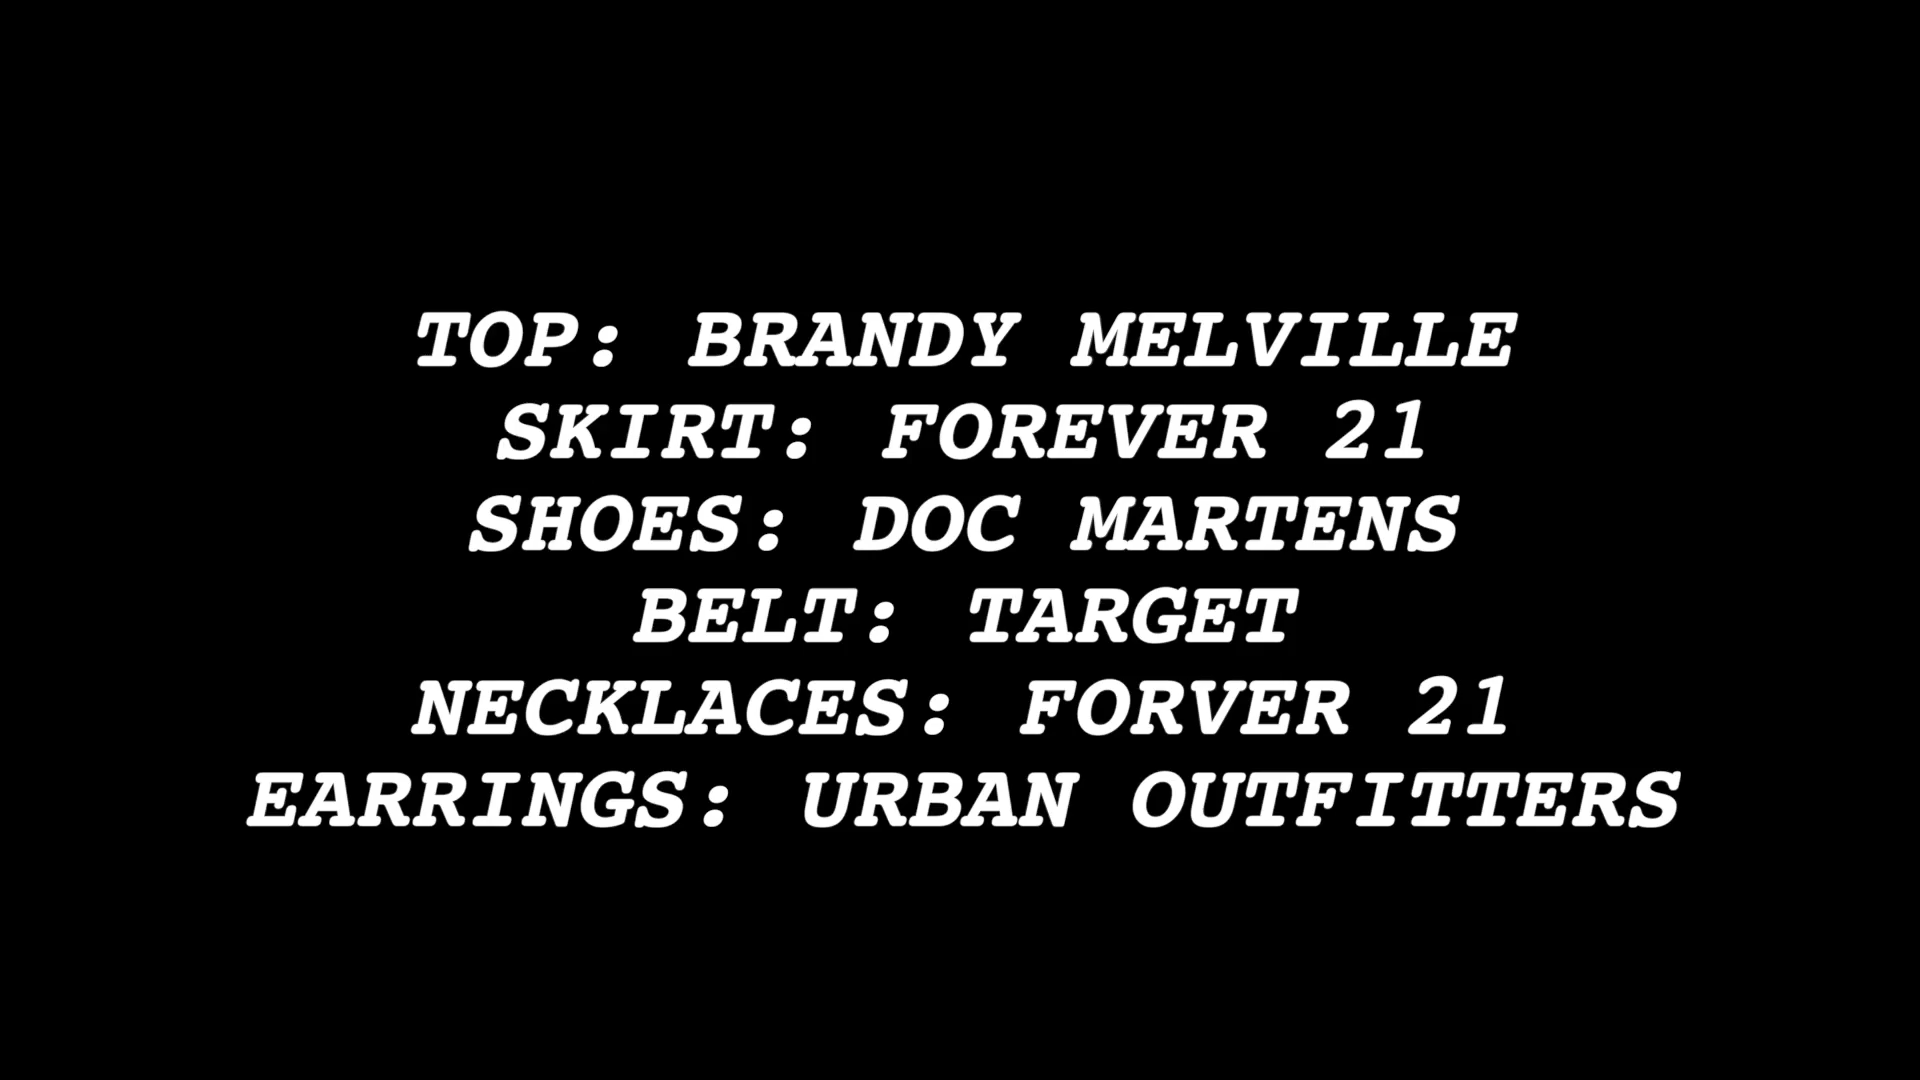 TOP: BRANDY MELVILLE
SKIRT: FOREVER 21
SHOES: DOC MARTENS
BELT: TARGET
NECKLACES: FORVER 21
EARRINGS: URBAN OUTFITTERS